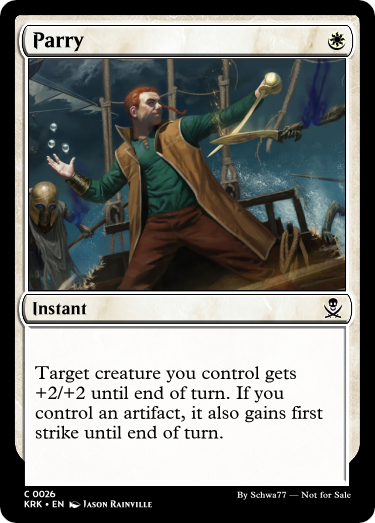 Parry
Instant
Target creature you control gets
+2/+2 until end of turn. If you
control an artifact, it also gains first
strike until end of turn.
C 0026
KRK • EN Jason Rainville
By Schwa77 — Not for Sale